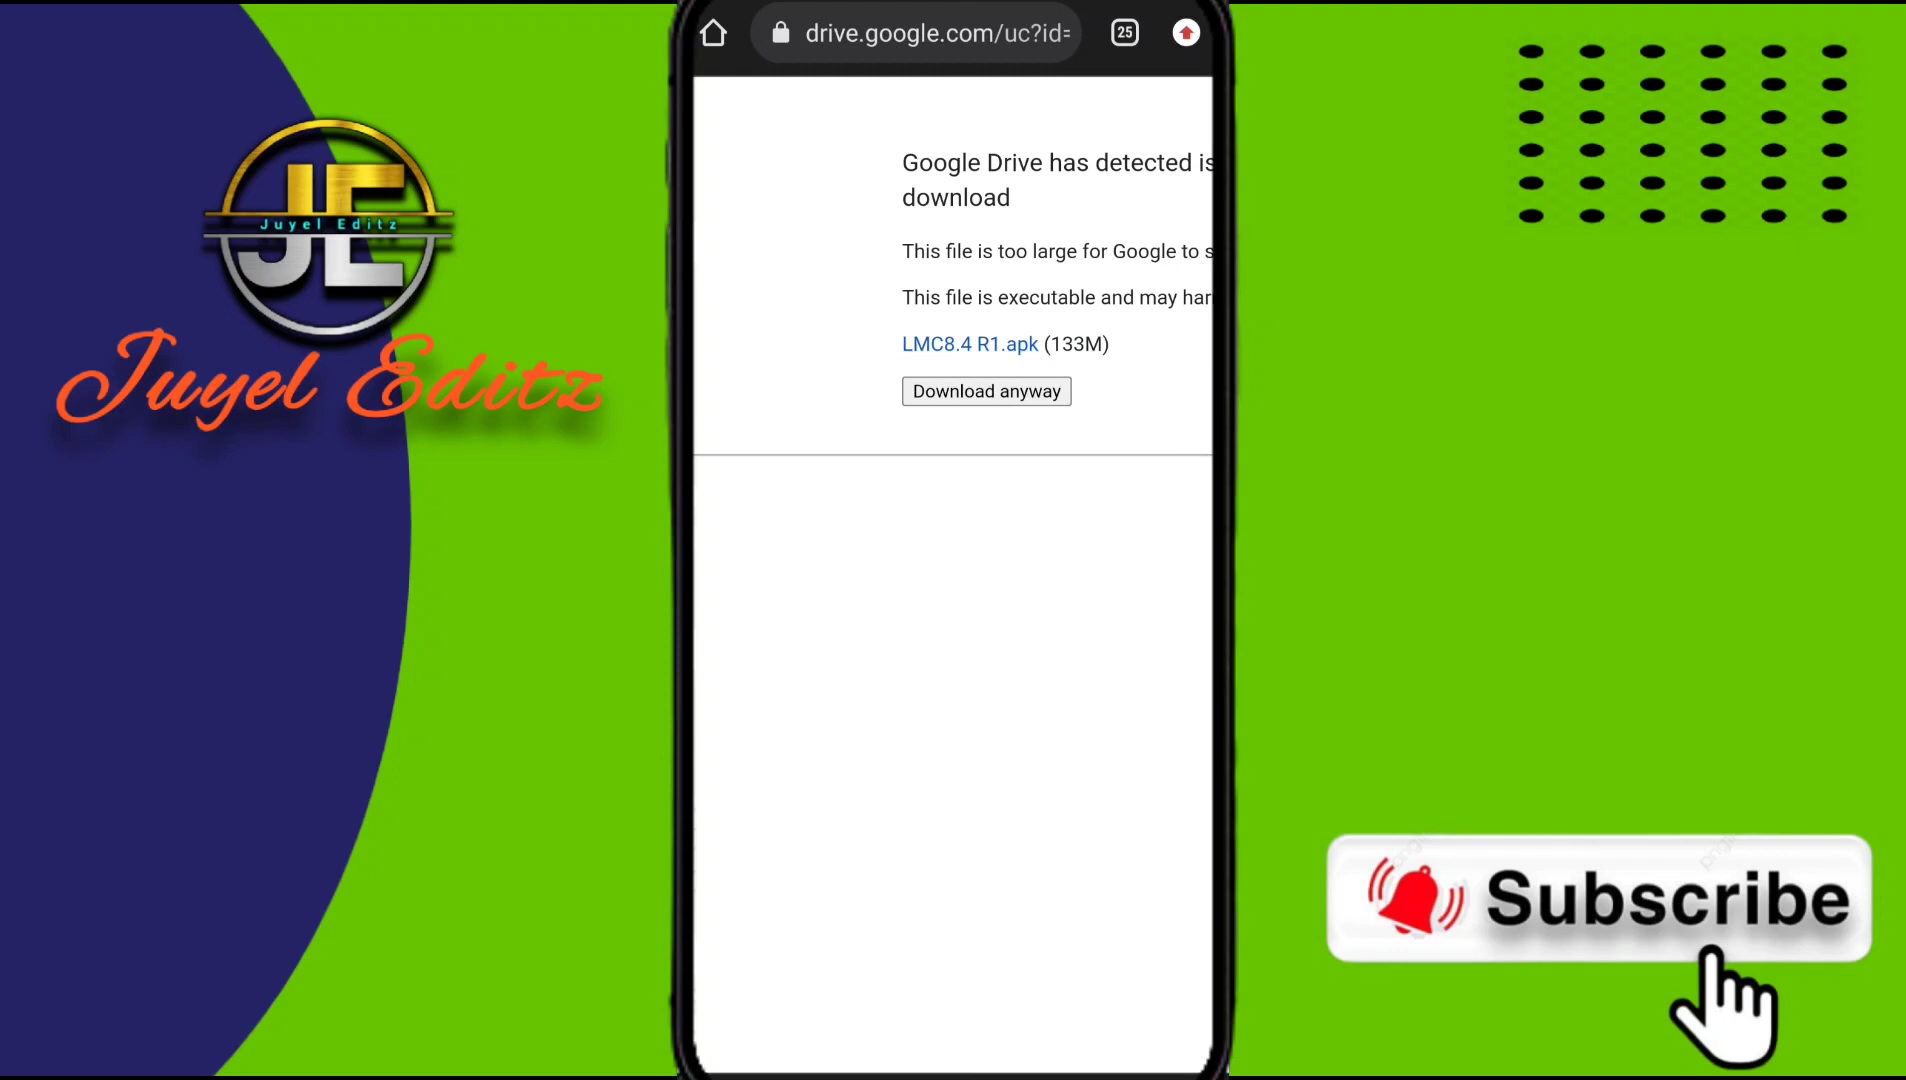 drive.google.com/uc?id=
25
Google Drive has detected is
download
This file is too large for Google to s
This file is executable and may har
LMC8.4 R1.apk (133M)
Download anyway
JE
Juyel Editz
Juyel Editz
Subscribe